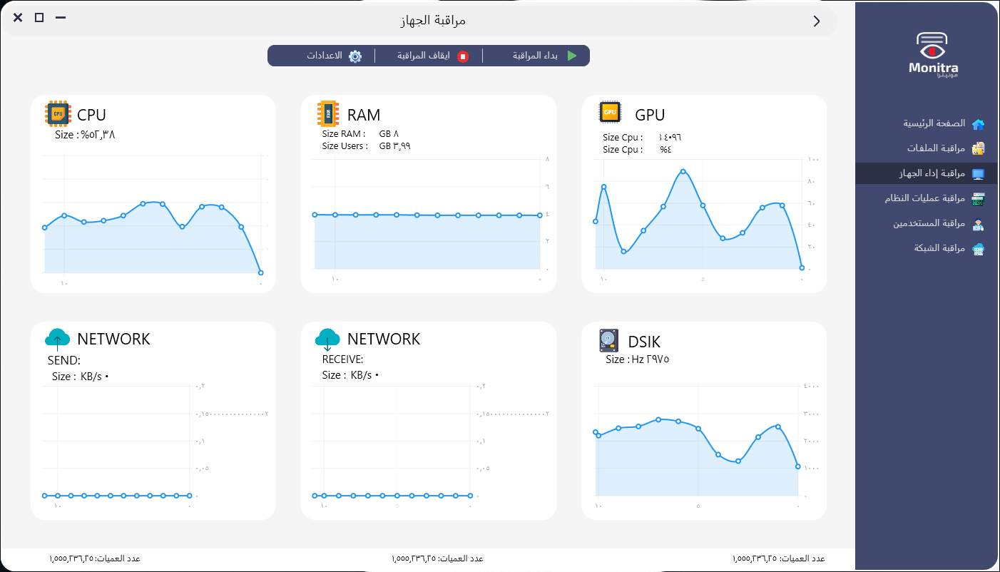 مراقبة الجهاز
بداء المراقبة
ايقاف المراقبة
الاعدادات
Monitra
مونيترا
الصفحة الرئيسية
مراقبة الملفات
مراقبة إداء الجهاز
مراقبة عمليات النظام
مراقبة المستخدمين
مراقبة الشبكة
CPU
CPU
Size : %٥٢,٣٨
٠
١٠
RAM
RAM
Size RAM : GB ٨
Size Users : GB ٣,٩٩
٨
٦
٤
٢
٠
١٠
٠
CPU
GPU
Size Cpu : ٤٠٩٦
Size Cpu : %٤
١٠٠
٨٠
٦٠
٤٠
٢٠
٠
١٠
٥
٠
NETWORK
SEND:
Size : KB/s ٠
٠,٢
٠,١٥٠٠٠٠٠٠٠٠٠٠٠٠٠٠٢
٠,١
٠,٠٥
٠
١٠
٠
NETWORK
RECEIVE:
Size : KB/s ٠
٠,٢
٠,١٥٠٠٠٠٠٠٠٠٠٠٠٠٠٠٢
٠,١
٠,٠٥
٠
١٠
٥
٠
DSIK
Size : Hz ٢٩٧٥
٤٠٠٠
٣٠٠٠
٢٠٠٠
١٠٠٠
٠
١٠
٥
٠
عدد العميات: ١,٥٥٥,٢٣٦,٢٥
عدد العميات: ١,٥٥٥,٢٣٦,٢٥
عدد العميات: ١,٥٥٥,٢٣٦,٢٥